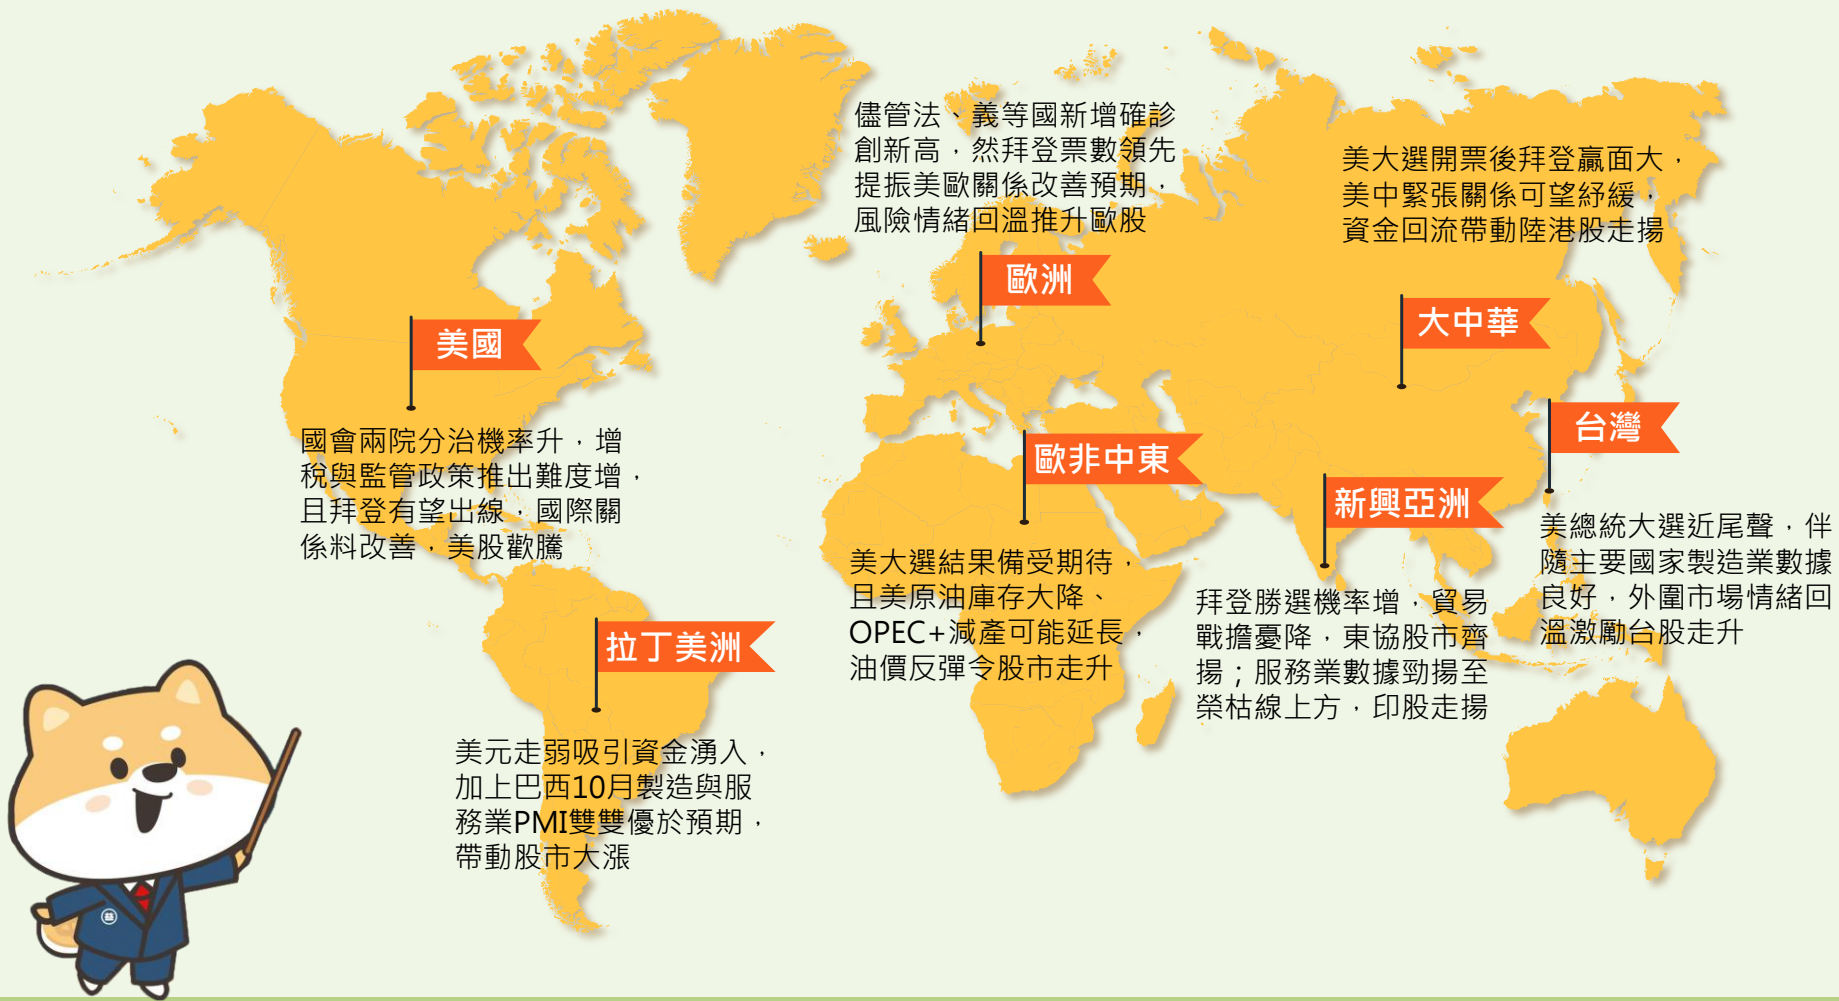 儘管法、義等國新增確診
創新高，然拜登票數領先
提振美歐關係改善預期，
風險情緒回溫推升歐股
歐洲
美大選開票後拜登贏面大，
美中緊張關係可望紓緩，
資金回流帶動陸港股走揚
大中華
美國
國會兩院分治機率升，增
稅與監管政策推出難度增，
且拜登有望出線，國際關
係料改善，美股歡騰
歐非中東
美大選結果備受期待，
且美原油庫存大降、
OPEC+減產可能延長，
油價反彈令股市走升
新興亞洲
拜登勝選機率增，貿易
戰擔憂降，東協股市齊
揚；服務業數據勁揚至
榮枯線上方，印股走揚
台灣
美總統大選近尾聲，伴
隨主要國家製造業數據
良好，外圍市場情緒回
溫激勵台股走升
拉丁美洲
美元走弱吸引資金湧入，
加上巴西10月製造與服
務業PMI雙雙優於預期，
帶動股市大漲